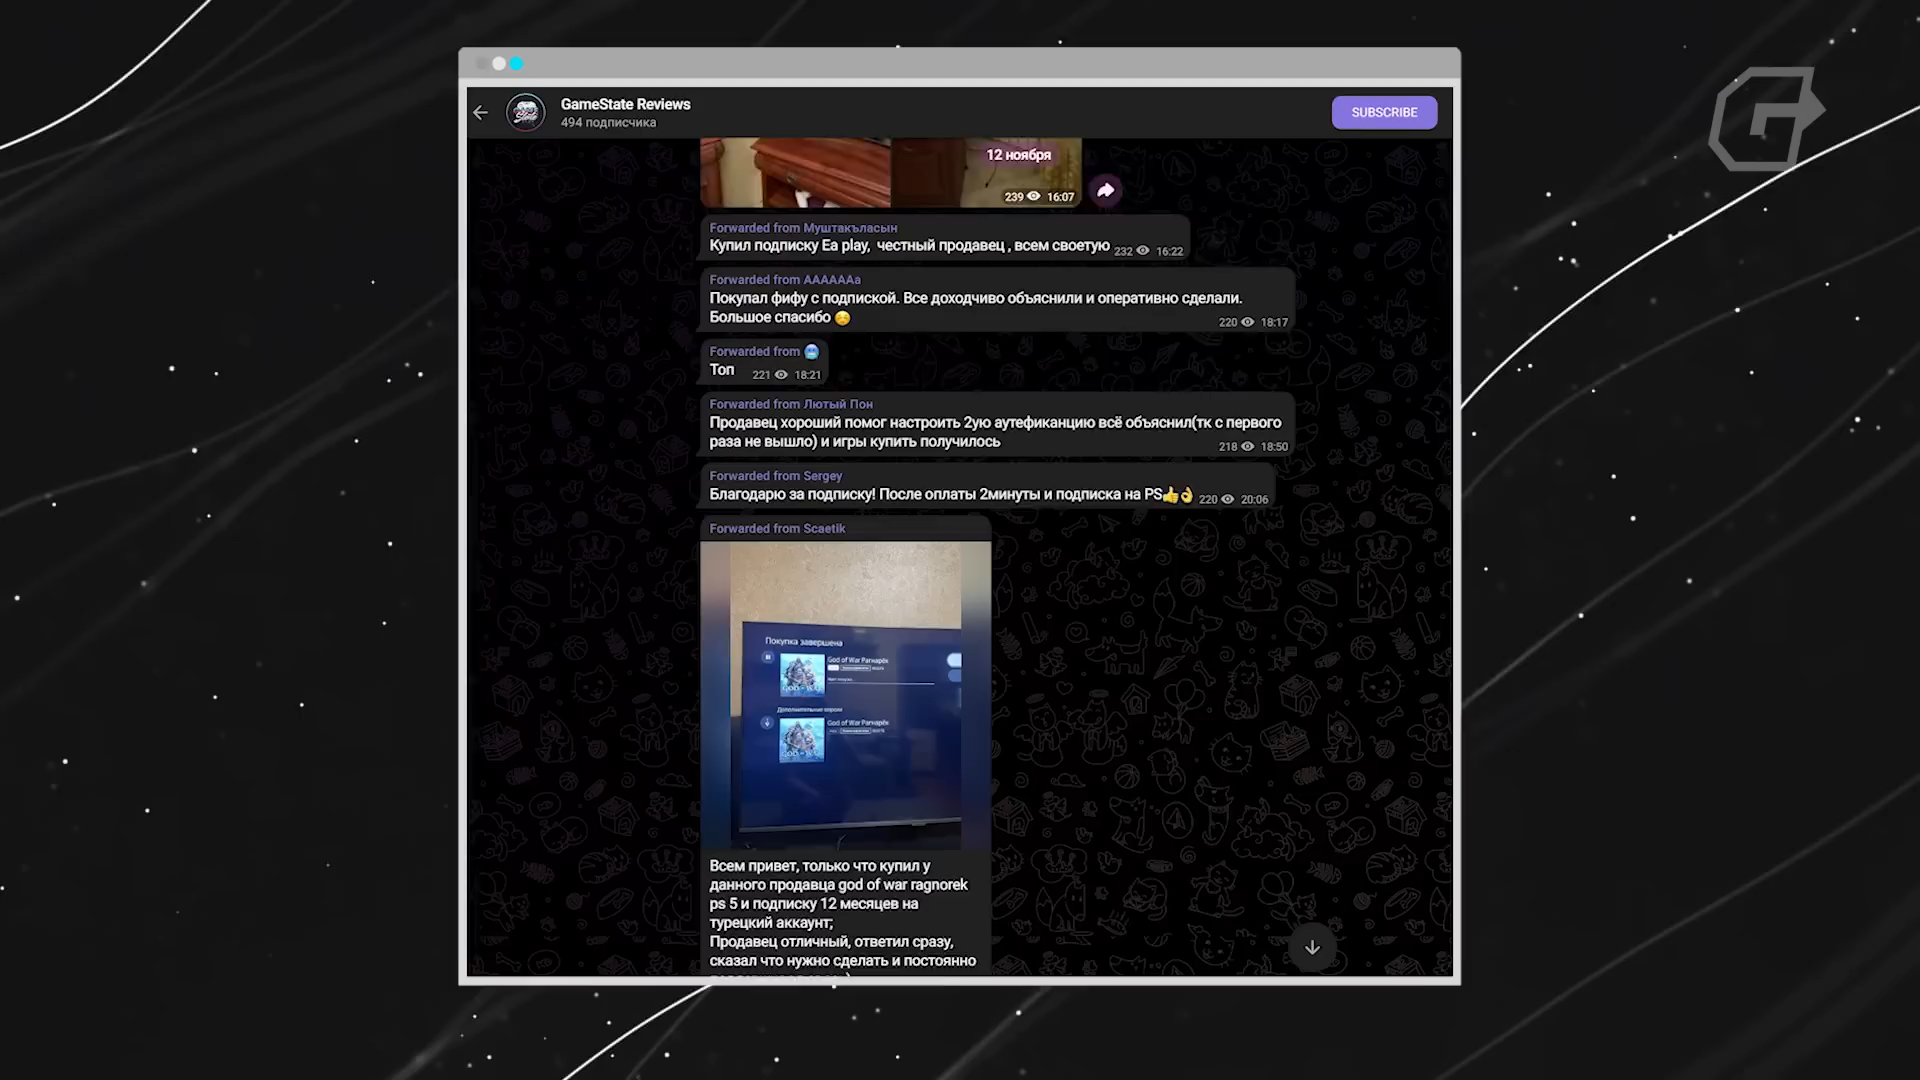 GameState Reviews
494 подписчика
SUBSCRIBE
12 ноября
239 16:07
Forwarded from Муштакъласын
Купил подписку Ea play, честный продавец , всем своетую 232 16:22
Forwarded from AAAAAAa
Покупал фифу с подпиской. Все доходчиво объяснили и оперативно сделали.
Большое спасибо ☺️
220 18:17
Forwarded from 🥶
Топ 221 18:21
Forwarded from Лютый Пон
Продавец хороший помог настроить 2ую аутефиканцию всё объяснил(тк с первого
раза не вышло) и игры купить получилось
218 18:50
Forwarded from Sergey
Благодарю за подписку! После оплаты 2минуты и подписка на PS👍👌 220 20:06
Forwarded from Scaetik
Покупка завершена
God of War Рагнарёк
Дополнительные версии
God of War Рагнарёк
Всем привет, только что купил у
данного продавца god of war ragnorek
ps 5 и подписку 12 месяцев на
турецкий аккаунт;
Продавец отличный, ответил сразу,
сказал что нужно сделать и постоянно